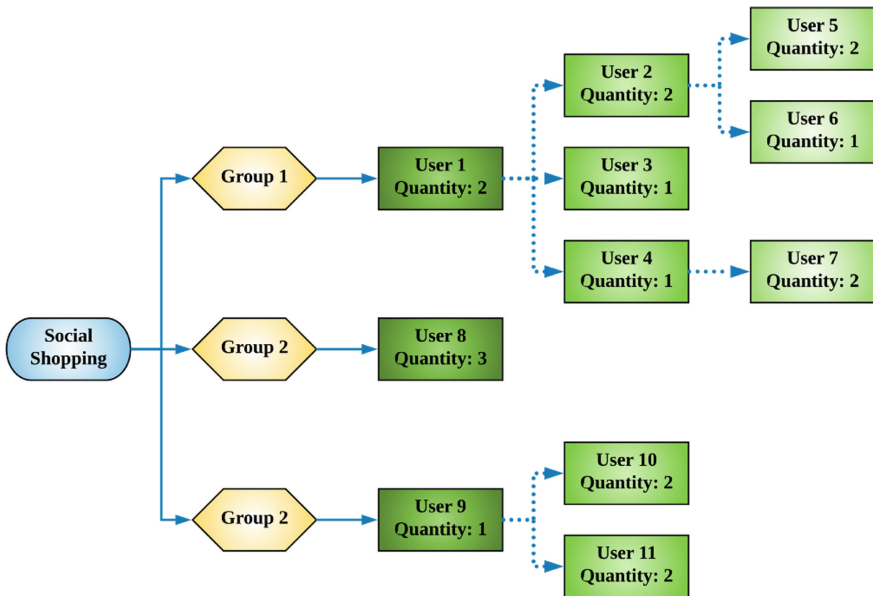 User 5
Quantity: 2
User 2
Quantity: 2
User 6
Quantity: 1
Group 1
User 1
Quantity: 2
User 3
Quantity: 1
User 4
Quantity: 1
User 7
Quantity: 2
Social
Shopping
Group 2
User 8
Quantity: 3
User 10
Quantity: 2
Group 2
User 9
Quantity: 1
User 11
Quantity: 2